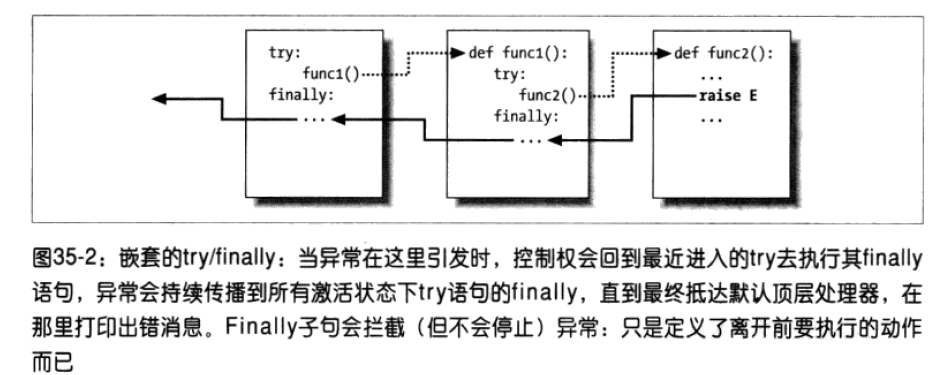 try:
func1()
finally:
...
def func1():
try:
func2()
finally:
...
def func2():
...
raise E
...
图35-2：嵌套的try/finally：当异常在这里引发时，控制权会回到最近进入的try去执行其finally
语句，异常会持续传播到所有激活状态下try语句的finally，直到最终抵达默认顶层处理器，在
那里打印出错消息。Finally子句会拦截（但不会停止）异常：只是定义了离开前要执行的动作
而已